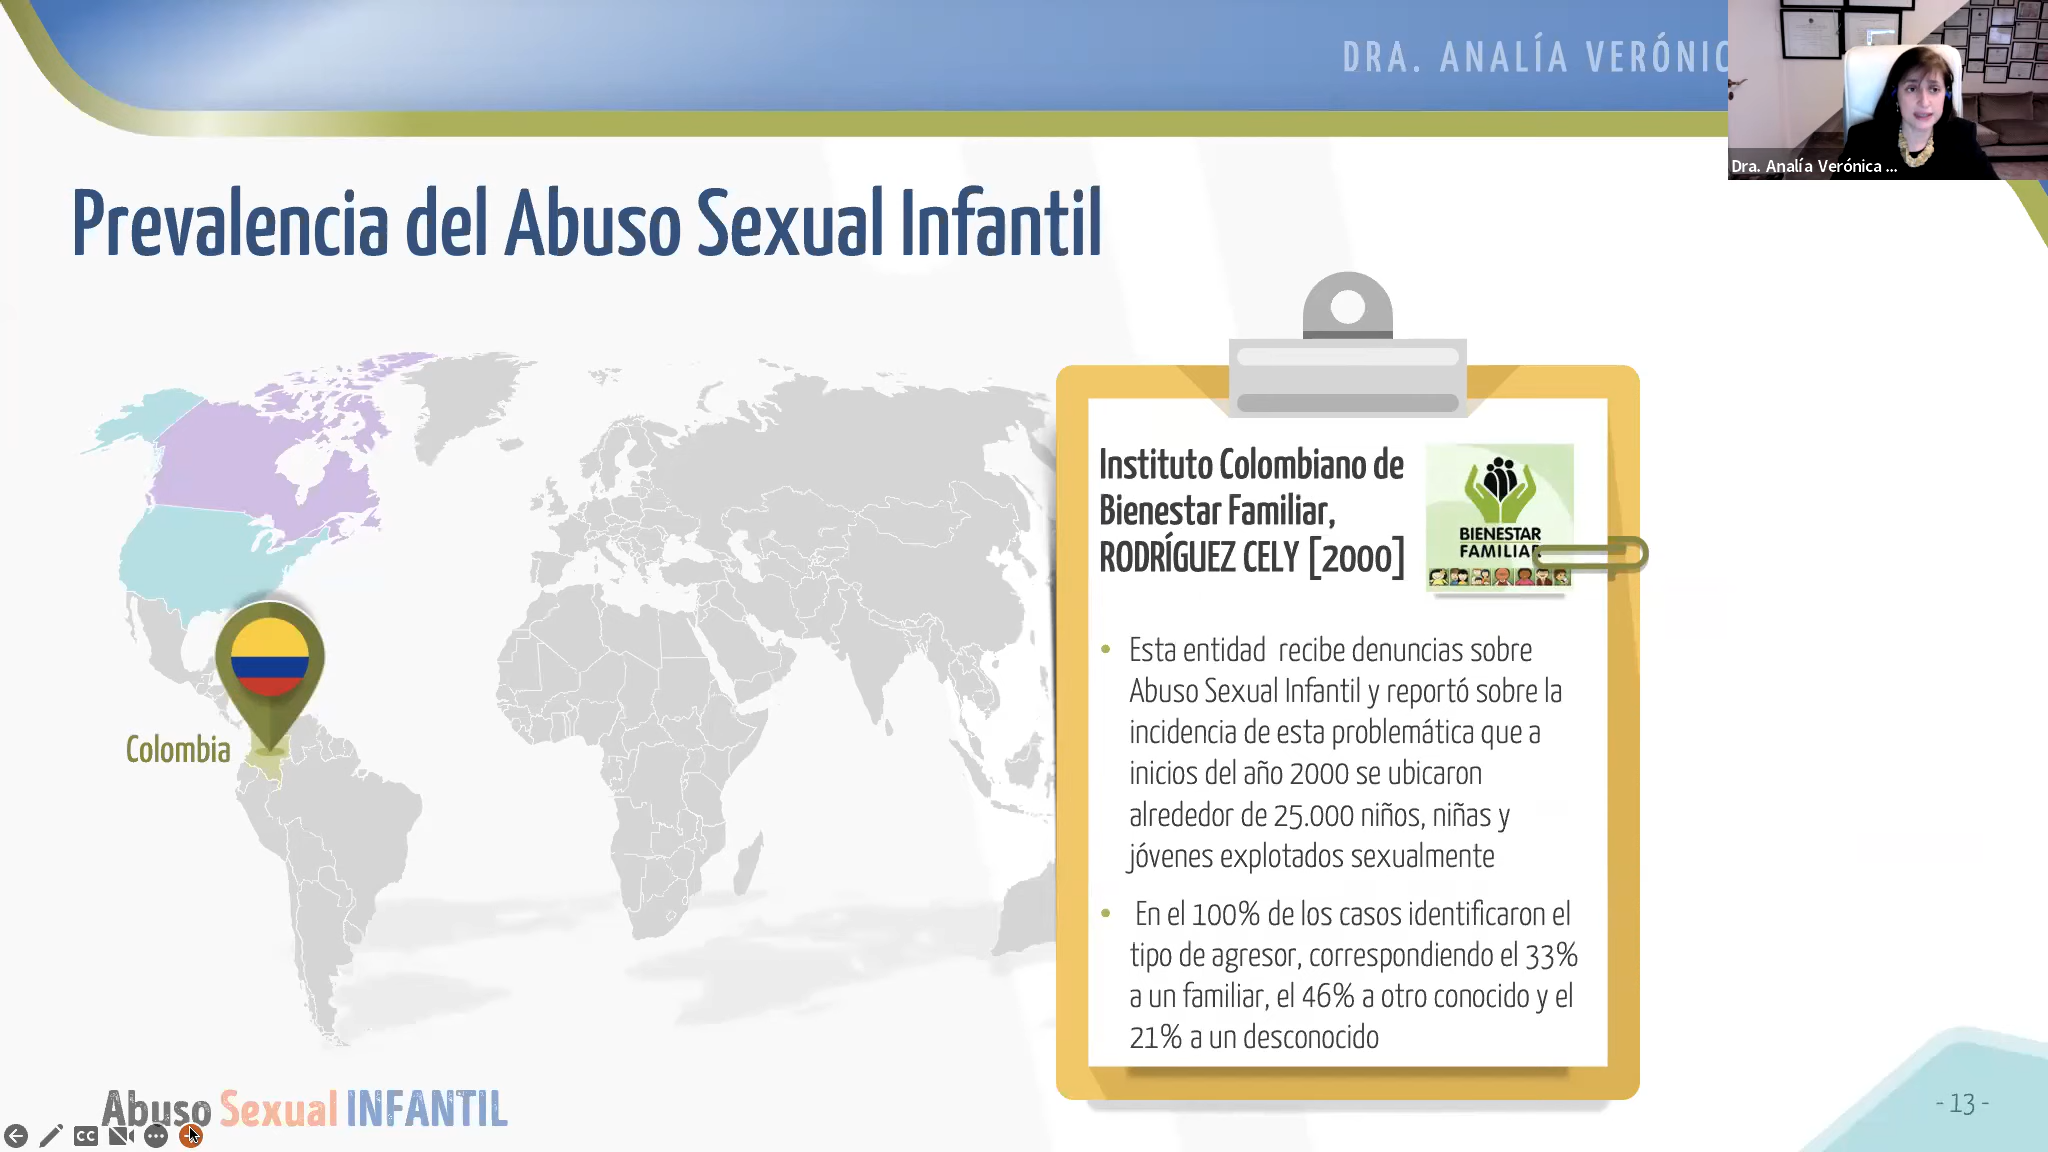 DRA. ANALÍA VERÓNIC
Dra. Analía Verónica ...
Prevalencia del Abuso Sexual Infantil
Colombia
Instituto Colombiano de
Bienestar Familiar,
RODRÍGUEZ CELY [2000]
BIENESTAR
FAMILIAR
• Esta entidad recibe denuncias sobre
Abuso Sexual Infantil y reportó sobre la
incidencia de esta problemática que a
inicios del año 2000 se ubicaron
alrededor de 25.000 niños, niñas y
jóvenes explotados sexualmente
• En el 100% de los casos identificaron el
tipo de agresor, correspondiendo el 33%
a un familiar, el 46% a otro conocido y el
21% a un desconocido
Abuso Sexual INFANTIL
CC
- 13 -